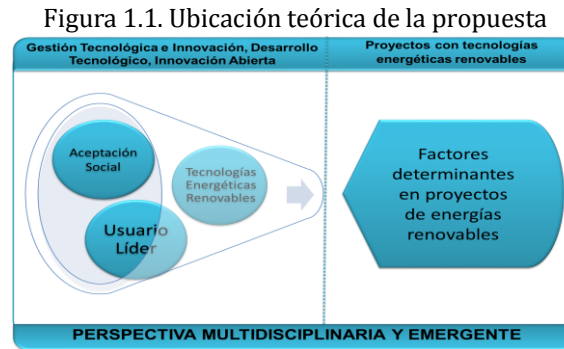 Figura 1.1. Ubicación teórica de la propuesta
Gestión Tecnológica e Innovación, Desarrollo
Tecnológico, Innovación Abierta
Proyectos con tecnologías
energéticas renovables
Aceptación
Social
Tecnologías
Energéticas
Renovables
Usuario
Líder
Factores
determinantes
en proyectos
de energías
renovables
PERSPECTIVA MULTIDISCIPLINARIA Y EMERGENTE